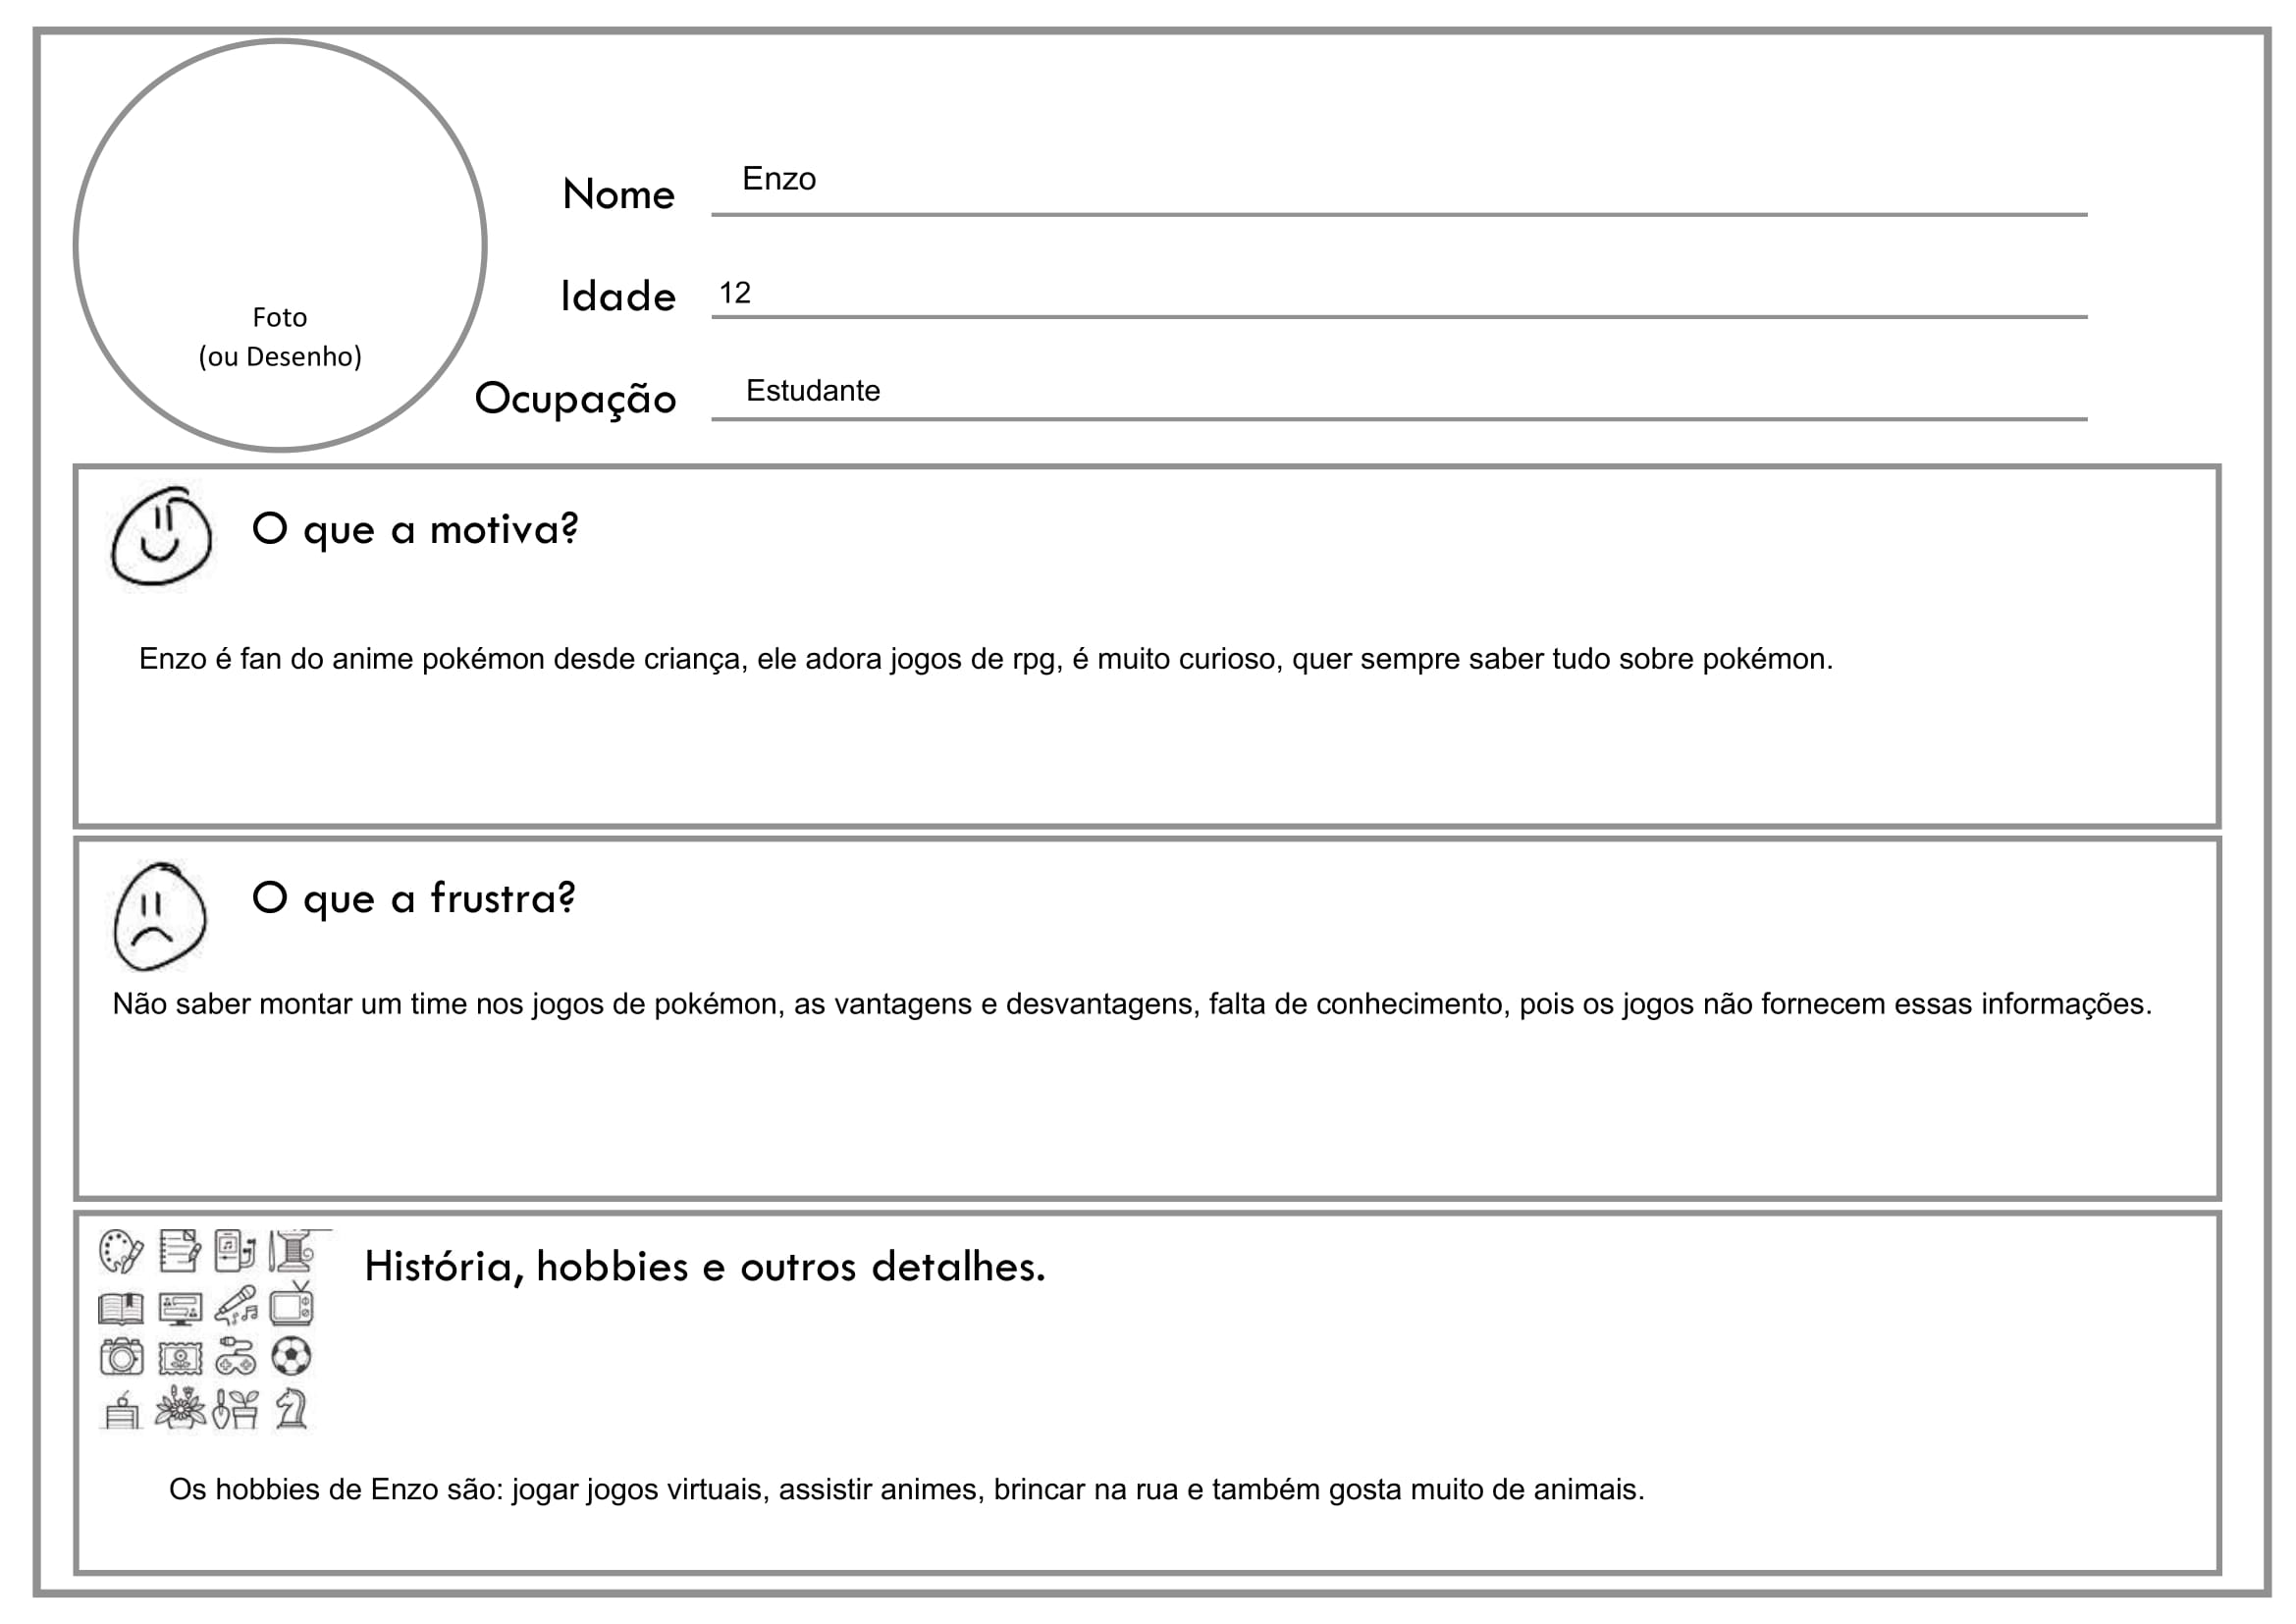 Foto
(ou Desenho)
Nome Enzo
Idade 12
Ocupação Estudante
O que a motiva?
Enzo é fan do anime pokémon desde criança, ele adora jogos de rpg, é muito curioso, quer sempre saber tudo sobre pokémon.
O que a frustra?
Não saber montar um time nos jogos de pokémon, as vantagens e desvantagens, falta de conhecimento, pois os jogos não fornecem essas informações.
História, hobbies e outros detalhes.
Os hobbies de Enzo são: jogar jogos virtuais, assistir animes, brincar na rua e também gosta muito de animais.